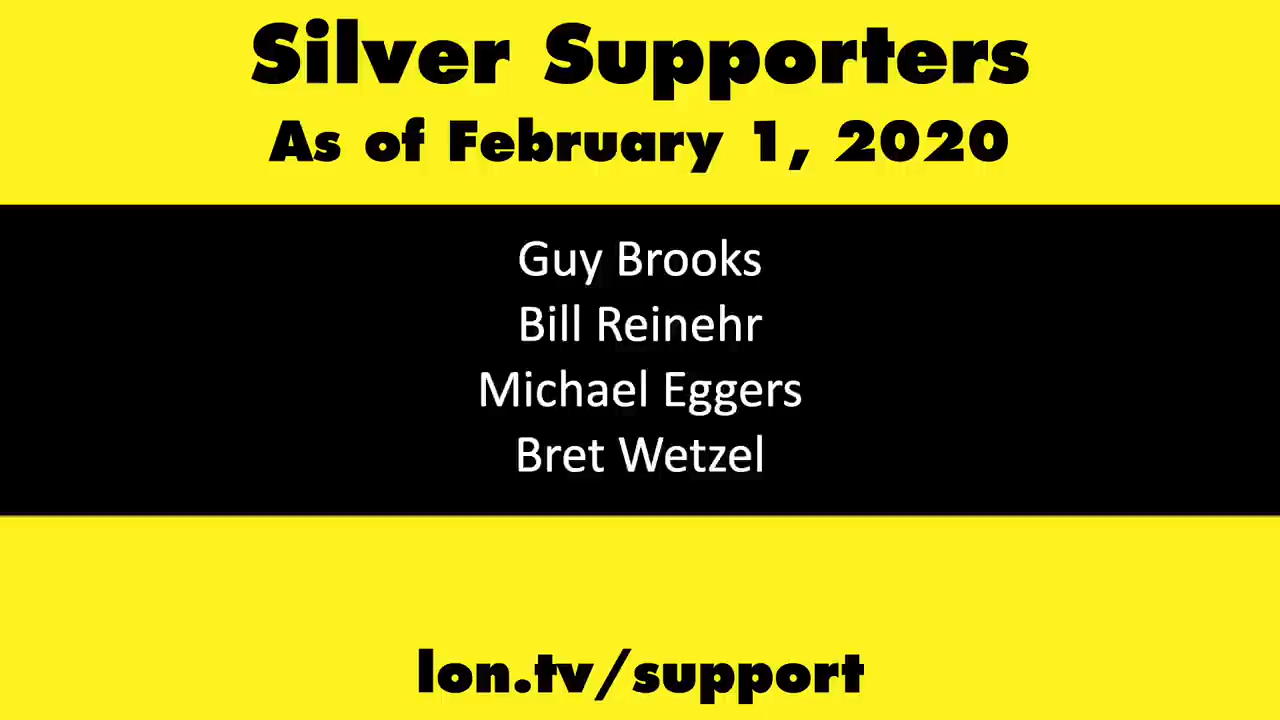 Silver Supporters
As of February 1, 2020
Guy Brooks
Bill Reinehr
Michael Eggers
Bret Wetzel
lon.tv/support